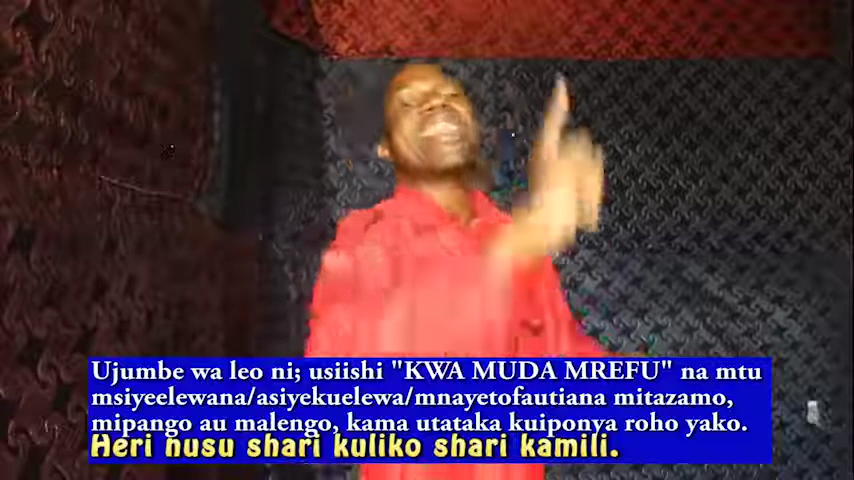 Ujumbe wa leo ni; usiishi "KWA MUDA MREFU" na mtu
msiyeelewana/asiyekuelewa/mnayetofautiana mitazamo,
mipango au malengo, kama utataka kuiponya roho yako.
Heri nusu shari kuliko shari kamili.